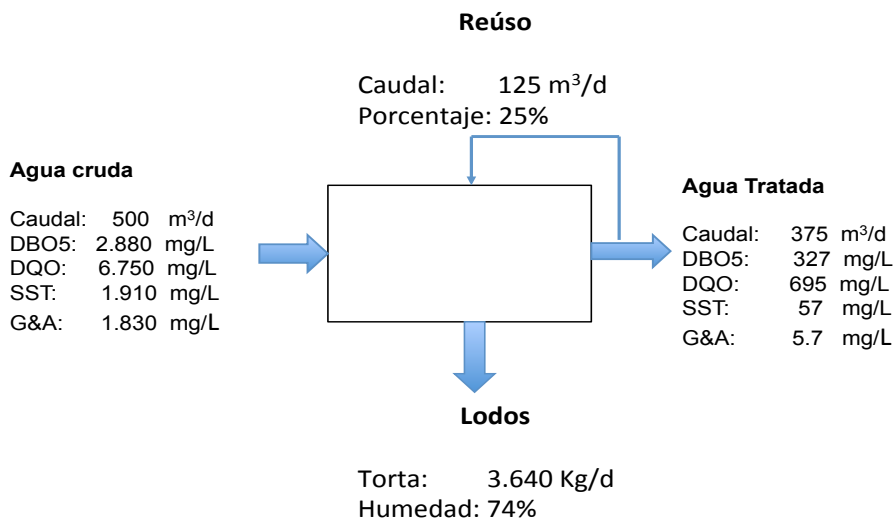 Reúso
Caudal: 125 m³/d
Porcentaje: 25%
Agua cruda
Caudal: 500 m³/d
DBO5: 2.880 mg/L
DQO: 6.750 mg/L
SST: 1.910 mg/L
G&A: 1.830 mg/L
Agua Tratada
Caudal: 375 m³/d
DBO5: 327 mg/L
DQO: 695 mg/L
SST: 57 mg/L
G&A: 5.7 mg/L
Lodos
Torta: 3.640 Kg/d
Humedad: 74%